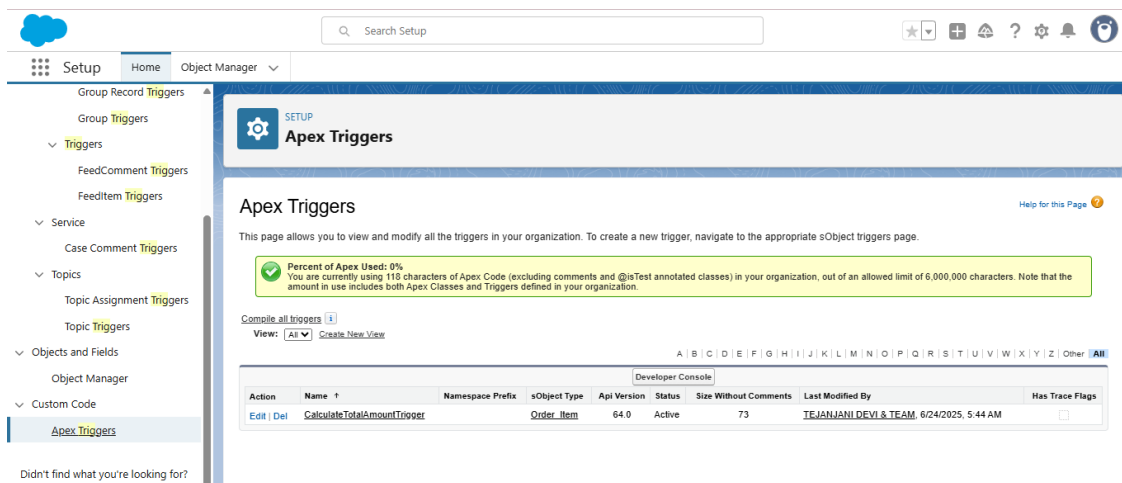 Search Setup
Setup
Home
Object Manager
Group Record Triggers
Group Triggers
Triggers
FeedComment Triggers
FeedItem Triggers
Service
Case Comment Triggers
Topics
Topic Assignment Triggers
Topic Triggers
Objects and Fields
Object Manager
Custom Code
Apex Triggers
Didn't find what you're looking for?
SETUP
Apex Triggers
Apex Triggers
Help for this Page
This page allows you to view and modify all the triggers in your organization. To create a new trigger, navigate to the appropriate sObject triggers page.
Percent of Apex Used: 0%
You are currently using 118 characters of Apex Code (excluding comments and @isTest annotated classes) in your organization, out of an allowed limit of 6,000,000 characters. Note that the
amount in use includes both Apex Classes and Triggers defined in your organization.
Compile all triggers i
View: All Create New View
A | B | C | D | E | F | G | H | I | J | K | L | M | N | O | P | Q | R | S | T | U | V | W | X | Y | Z | Other All
Developer Console
Action Name ↑ Namespace Prefix sObject Type Api Version Status Size Without Comments Last Modified By Has Trace Flags
Edit | Del CalculateTotalAmountTrigger Order_Item 64.0 Active 73 TEJANJANI DEVI & TEAM, 6/24/2025, 5:44 AM